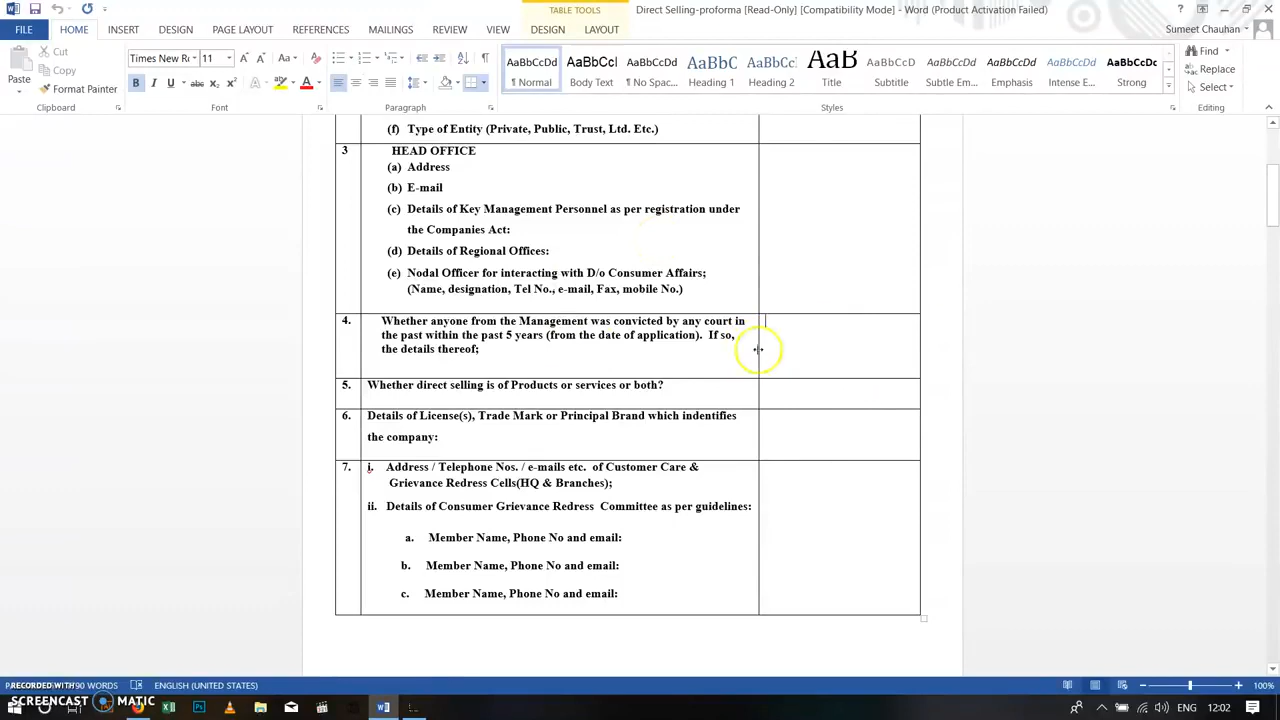 TABLE TOOLS
Direct Selling-proforma [Read-Only] [Compatibility Mode] - Word (Product Activation Failed)
FILE HOME INSERT DESIGN PAGE LAYOUT REFERENCES MAILINGS REVIEW VIEW DESIGN LAYOUT Sumeet Chauhan
Paste
Cut
Copy
Format Painter
Clipboard
Times New Ro 11
Font
Paragraph
AaBbCcDd AaBbCcl AaBbCcDd AaBbC AaBbCc AaB AaBbCcD AaBbCcDd AaBbCcDd AaBbCcDd AaBbCcDc
¶ Normal Body Text ¶ No Spac... Heading 1 Heading 2 Title Subtitle Subtle Em... Emphasis Intense E... Strong
Styles
Find
Replace
Select
Editing
(f) Type of Entity (Private, Public, Trust, Ltd. Etc.)
3 HEAD OFFICE
(a) Address
(b) E-mail
(c) Details of Key Management Personnel as per registration under
the Companies Act:
(d) Details of Regional Offices:
(e) Nodal Officer for interacting with D/o Consumer Affairs;
(Name, designation, Tel No., e-mail, Fax, mobile No.)
4. Whether anyone from the Management was convicted by any court in
the past within the past 5 years (from the date of application). If so,
the details thereof;
5. Whether direct selling is of Products or services or both?
6. Details of License(s), Trade Mark or Principal Brand which indentifies
the company:
7. i. Address / Telephone Nos. / e-mails etc. of Customer Care &
Grievance Redress Cells(HQ & Branches);
ii. Details of Consumer Grievance Redress Committee as per guidelines:
a. Member Name, Phone No and email:
b. Member Name, Phone No and email:
c. Member Name, Phone No and email:
RECORDED WITH
90 WORDS ENGLISH (UNITED STATES) 100%
SCREENCAST MATIC
ENG 12:02